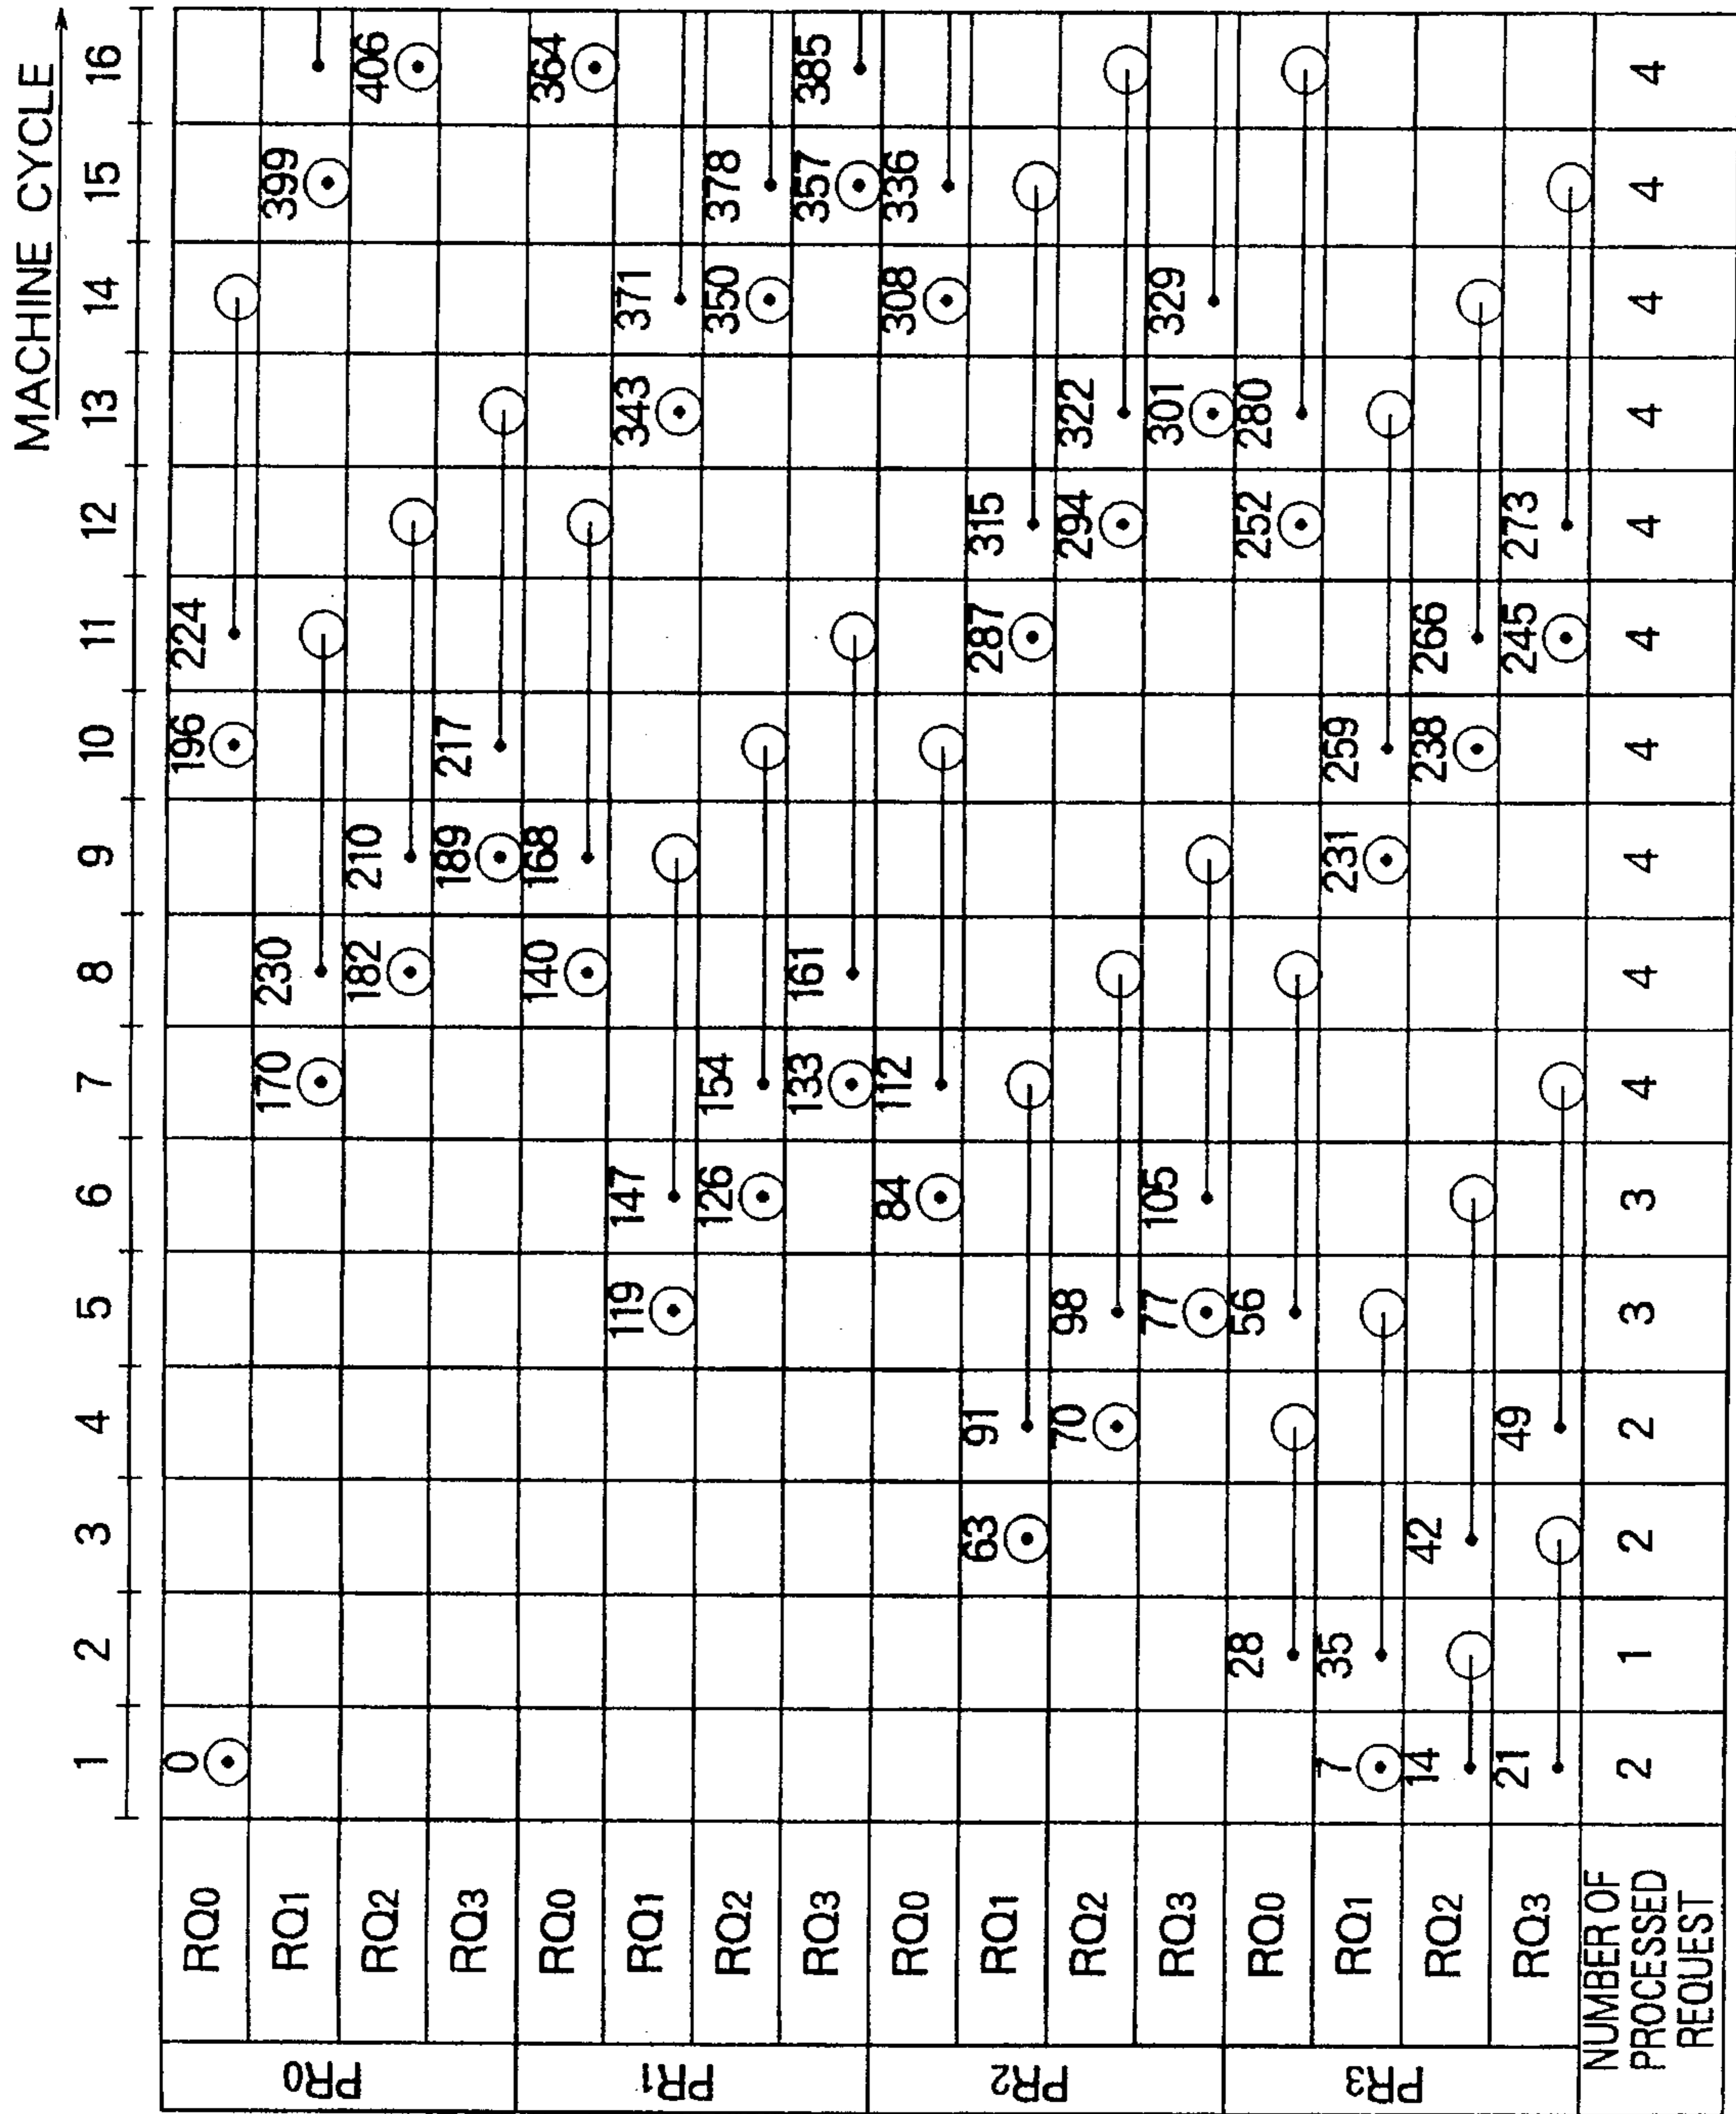 MACHINE CYCLE
1 2 3 4 5 6 7 8 9 10 11 12 13 14 15 16
PR0
RQ0 0 196 224
RQ1 170 230 399
RQ2 182 210 406
RQ3 189 217
PR1
RQ0 140 168 364
RQ1 119 147 343 371
RQ2 126 154 350 378
RQ3 133 161 357 385
PR2
RQ0 84 112 308 336
RQ1 63 91 287 315
RQ2 70 98 294 322
RQ3 77 105 301 329
PR3
RQ0 28 56 252 280
RQ1 7 35 231 259
RQ2 14 42 238 266
RQ3 21 49 245 273
NUMBER OF
PROCESSED
REQUEST
2 1 2 2 3 3 4 4 4 4 4 4 4 4 4 4